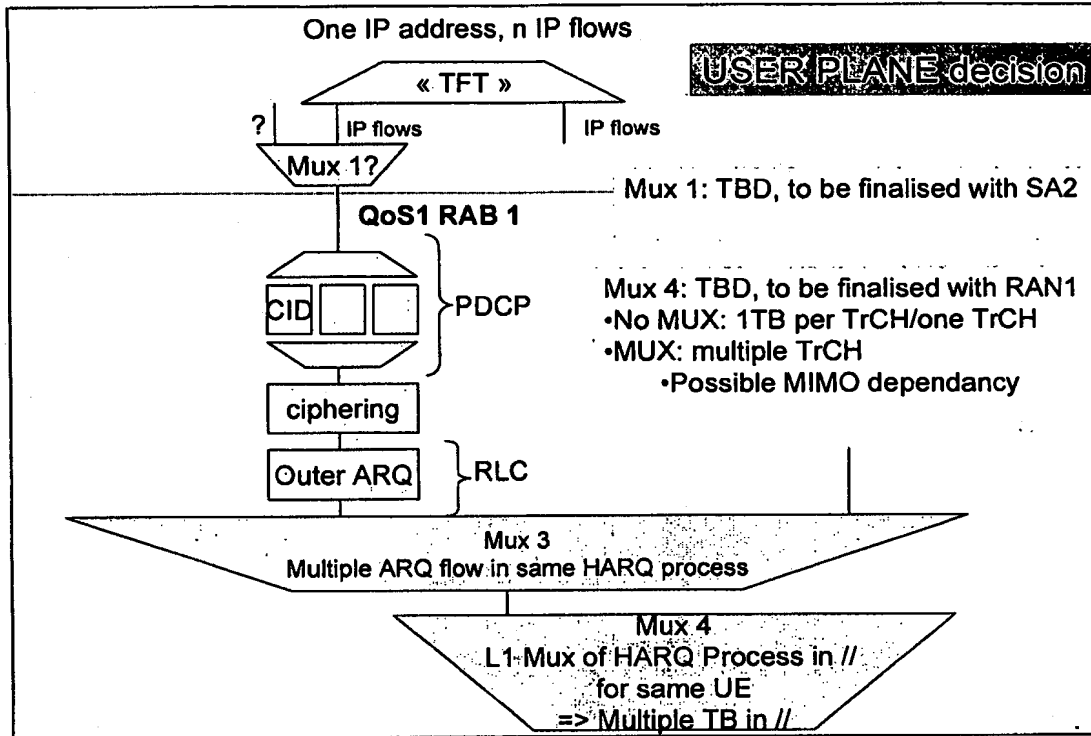 One IP address, n IP flows
USER PLANE decision
« TFT »
?
IP flows
IP flows
Mux 1?
Mux 1: TBD, to be finalised with SA2
QoS1 RAB 1
CID
PDCP
Mux 4: TBD, to be finalised with RAN1
•No MUX: 1TB per TrCH/one TrCH
•MUX: multiple TrCH
•Possible MIMO dependancy
ciphering
Outer ARQ
RLC
Mux 3
Multiple ARQ flow in same HARQ process
Mux 4
L1 Mux of HARQ Process in //
for same UE
=> Multiple TB in //